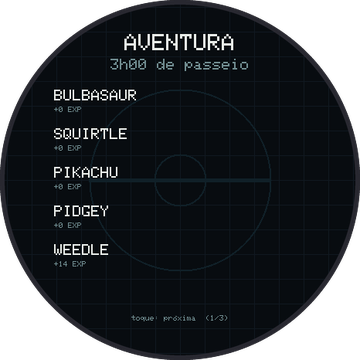 AVENTURA
3h00 de passeio
BULBASAUR
+0 EXP
SQUIRTLE
+0 EXP
PIKACHU
+0 EXP
PIDGEY
+0 EXP
WEEDLE
+14 EXP
toque: próxima (1/3)